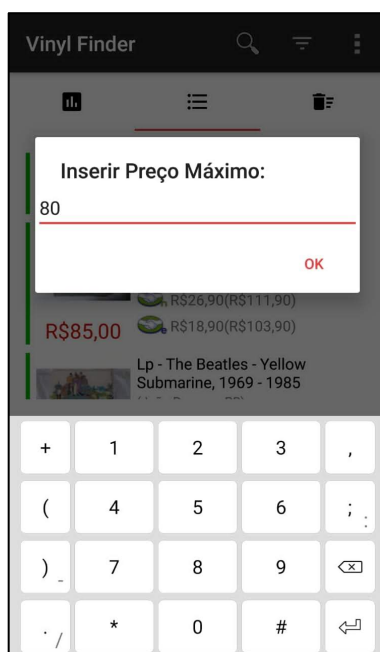 Vinyl Finder
Inserir Preço Máximo:
80
OK
R$26,90(R$111,90)
R$85,00
R$18,90(R$103,90)
Lp - The Beatles - Yellow
Submarine, 1969 - 1985
+ 1 2 3 ,
( 4 5 6 ; :
) _ 7 8 9
. / * 0 #